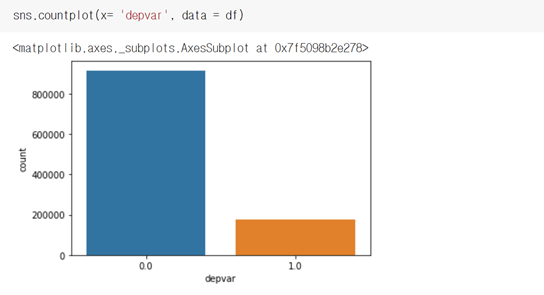 sns.countplot(x= 'depvar', data = df)
<matplotlib.axes._subplots.AxesSubplot at 0x7f5098b2e278>
800000
600000
400000
200000
0
count
0.0
1.0
depvar